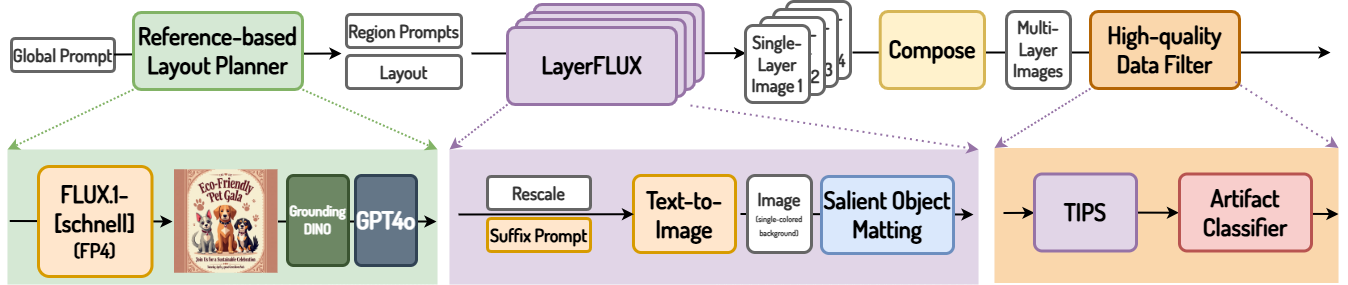 Global Prompt
Reference-based
Layout Planner
Region Prompts
Layout
LayerFLUX
Single-
Layer
Image 1
2
3
4
Compose
Multi-
Layer
Images
High-quality
Data Filter
FLUX.1-
[schnell]
(FP4)
Eco-Friendly
Pet Gala
Join Us for a Sustainable Celebration
Grounding
DINO
GPT4o
Rescale
Suffix Prompt
Text-to-
Image
Image
(single-colored
background)
Salient Object
Matting
TIPS
Artifact
Classifier